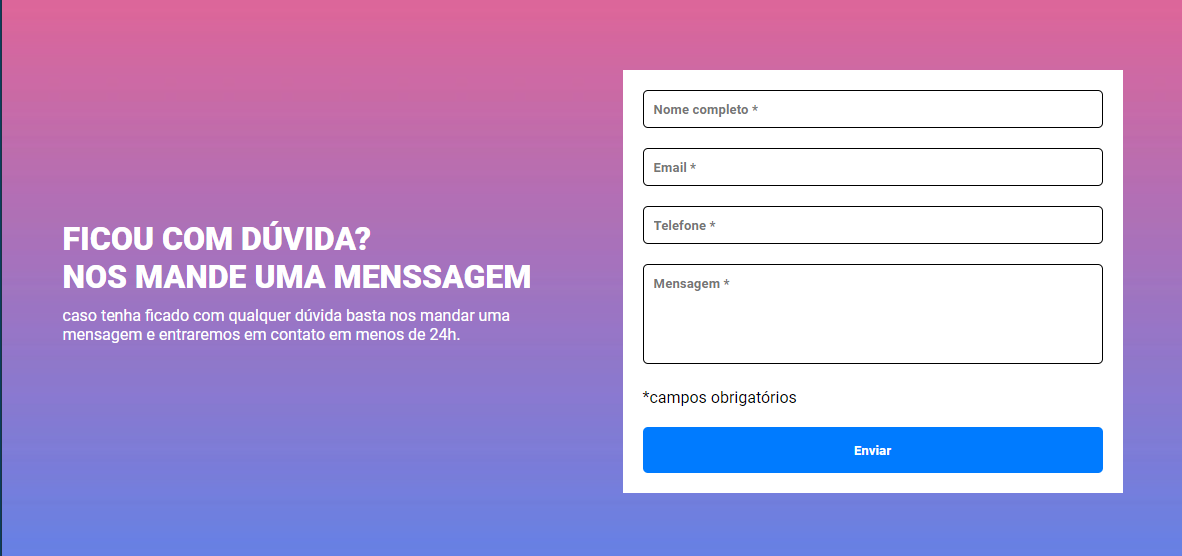 FICOU COM DÚVIDA?
NOS MANDE UMA MENSSAGEM
caso tenha ficado com qualquer dúvida basta nos mandar uma
mensagem e entraremos em contato em menos de 24h.
Nome completo *
Email *
Telefone *
Mensagem *
*campos obrigatórios
Enviar